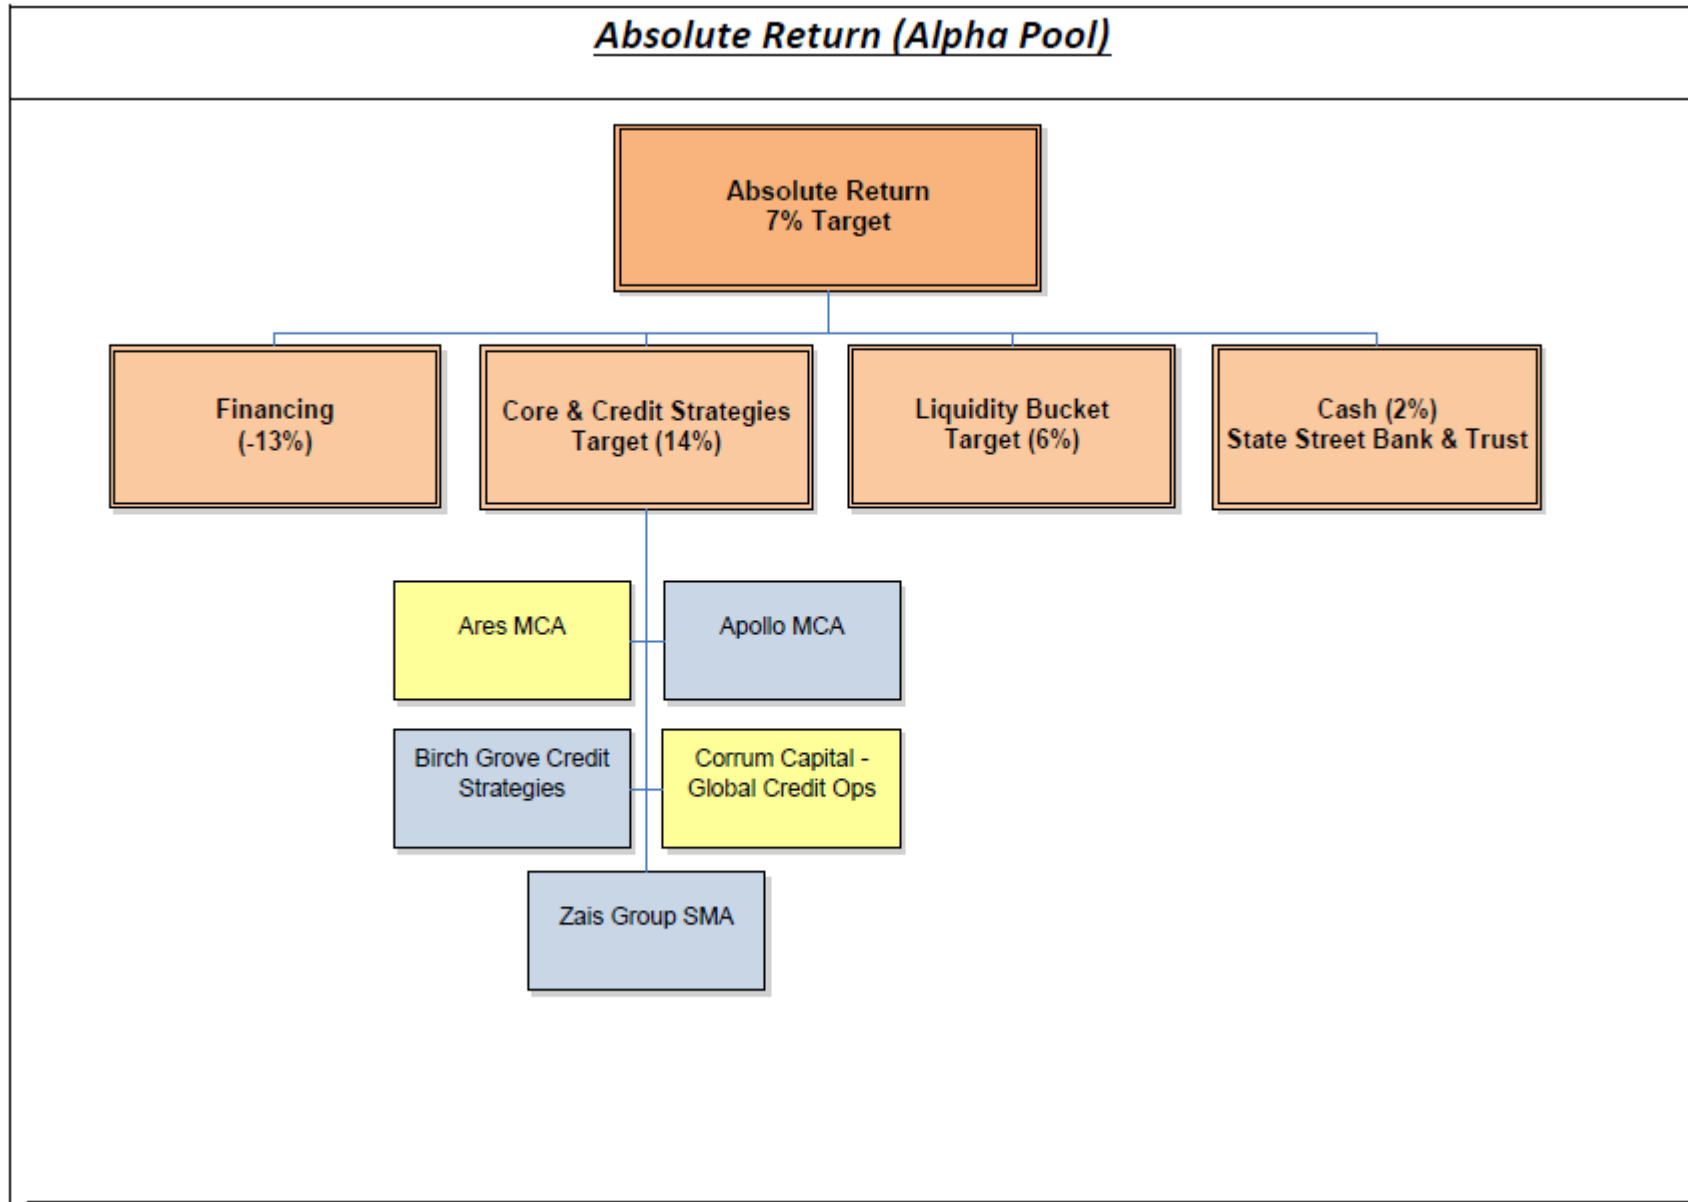 Absolute Return (Alpha Pool)
Absolute Return
7% Target
Financing
(-13%)
Core & Credit Strategies
Target (14%)
Liquidity Bucket
Target (6%)
Cash (2%)
State Street Bank & Trust
Ares MCA
Apollo MCA
Birch Grove Credit
Strategies
Corrum Capital -
Global Credit Ops
Zais Group SMA